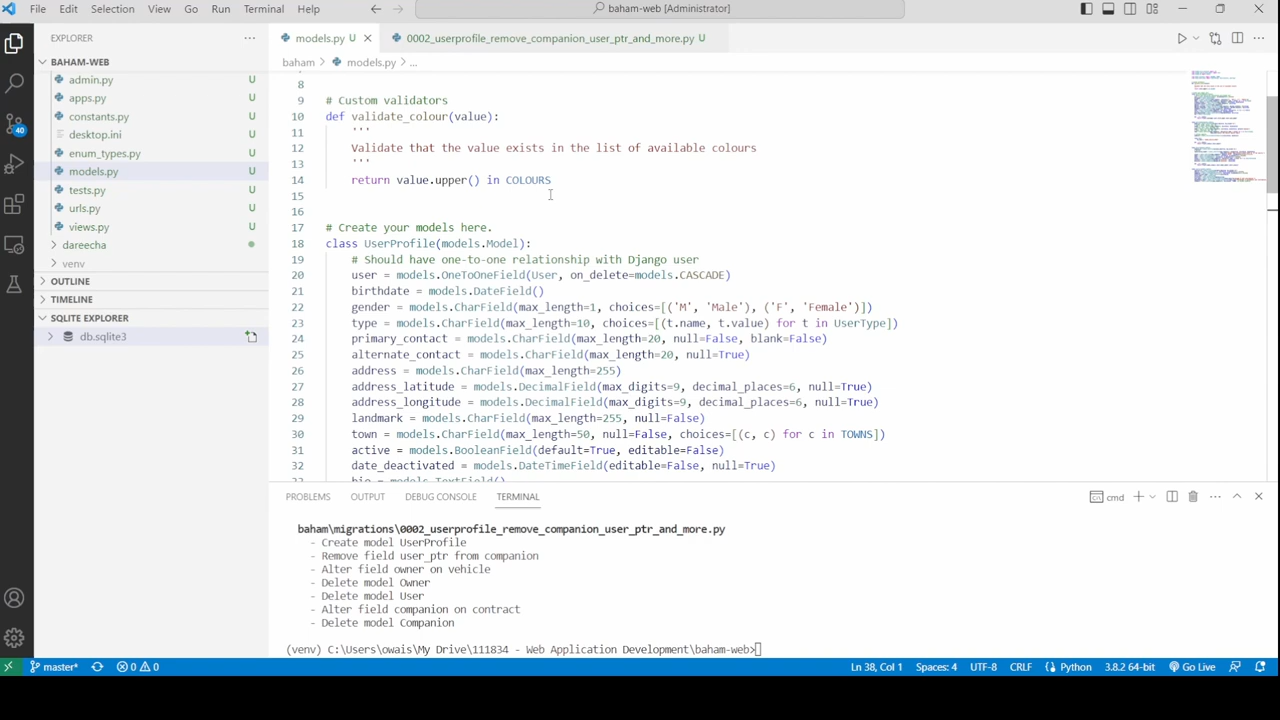 File Edit Selection View Go Run Terminal Help
baham-web [Administrator]
EXPLORER
models.py U
0002_userprofile_remove_companion_user_ptr_and_more.py U
BAHAM-WEB
baham > models.py > ...
admin.py U
apps.py U
constants.py U
desktop.ini U
enum_types.py U
models.py U
tests.py U
urls.py U
views.py U
dareecha
venv
OUTLINE
TIMELINE
SQLITE EXPLORER
db.sqlite3
40
8
9 # Custom validators
10 def validate_colour(value):
11 '''
12 Validate that the value ists in the list of available colours
13 '''
14 return value.upper() in COLOURS
15
16
17 # Create your models here.
18 class UserProfile(models.Model):
19 # Should have one-to-one relationship with Django user
20 user = models.OneToOneField(User, on_delete=models.CASCADE)
21 birthdate = models.DateField()
22 gender = models.CharField(max_length=1, choices=[('M', 'Male'), ('F', 'Female')])
23 type = models.CharField(max_length=10, choices=[(t.name, t.value) for t in UserType])
24 primary_contact = models.CharField(max_length=20, null=False, blank=False)
25 alternate_contact = models.CharField(max_length=20, null=True)
26 address = models.CharField(max_length=255)
27 address_latitude = models.DecimalField(max_digits=9, decimal_places=6, null=True)
28 address_longitude = models.DecimalField(max_digits=9, decimal_places=6, null=True)
29 landmark = models.CharField(max_length=255, null=False)
30 town = models.CharField(max_length=50, null=False, choices=[(c, c) for c in TOWNS])
31 active = models.BooleanField(default=True, editable=False)
32 date_deactivated = models.DateTimeField(editable=False, null=True)
bio = models.TextField()
PROBLEMS OUTPUT DEBUG CONSOLE TERMINAL
cmd
baham\migrations\0002_userprofile_remove_companion_user_ptr_and_more.py
- Create model UserProfile
- Remove field user_ptr from companion
- Alter field owner on vehicle
- Delete model Owner
- Delete model User
- Alter field companion on contract
- Delete model Companion
(venv) C:\Users\owais\My Drive\111834 - Web Application Development\baham-web>
master* 0 0 Ln 38, Col 1 Spaces: 4 UTF-8 CRLF Python 3.8.2 64-bit Go Live